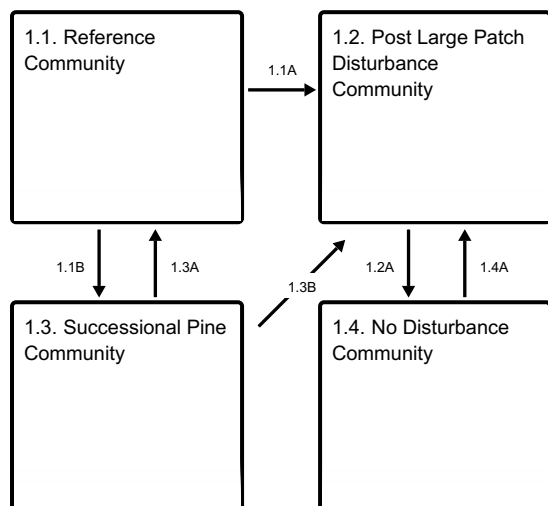 1.1. Reference
Community
1.2. Post Large Patch
Disturbance
Community
1.1A
1.1B
1.3A
1.3B
1.2A
1.4A
1.3. Successional Pine
Community
1.4. No Disturbance
Community